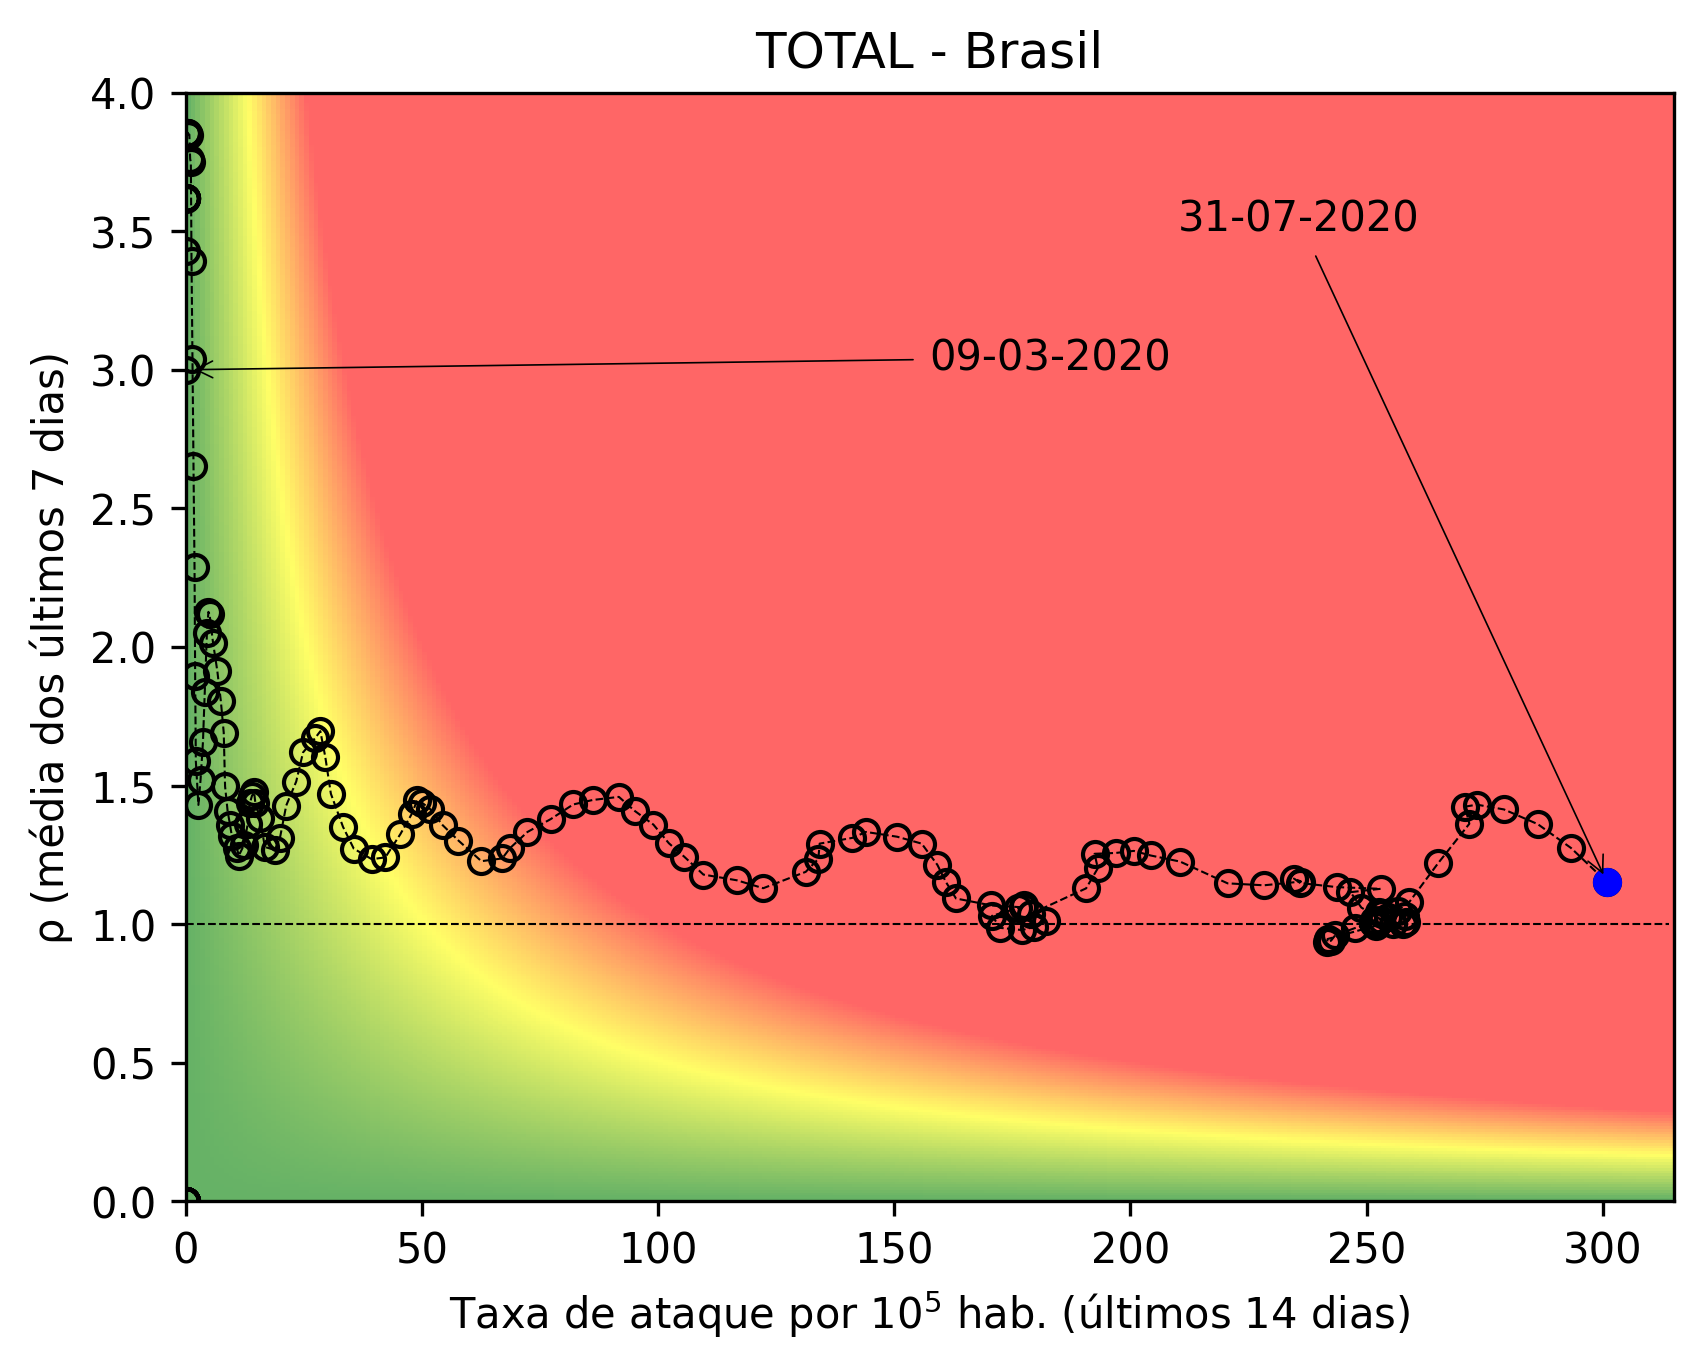 TOTAL - Brasil
4.0
3.5
3.0
2.5
2.0
1.5
1.0
0.5
0.0
ρ (média dos últimos 7 dias)
31-07-2020
09-03-2020
0 50 100 150 200 250 300
Taxa de ataque por 10⁵ hab. (últimos 14 dias)